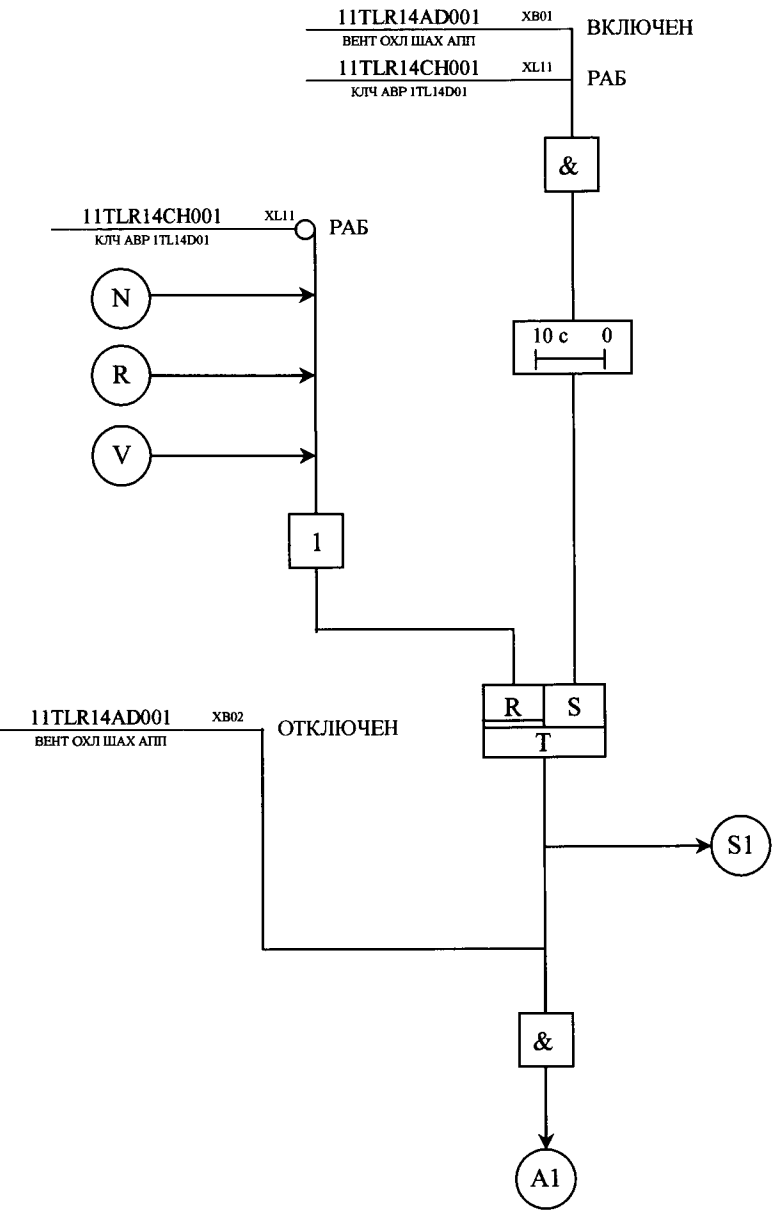 11TLR14AD001 XB01 ВКЛЮЧЕН
ВЕНТ ОХЛ ШАХ АПП
11TLR14CH001 XL11 РАБ
КЛЧ АВР 1TL14D01
&
11TLR14CH001 XL11 РАБ
КЛЧ АВР 1TL14D01
N
10 с 0
R
V
1
R S
T
11TLR14AD001 XB02 ОТКЛЮЧЕН
ВЕНТ ОХЛ ШАХ АПП
S1
&
A1